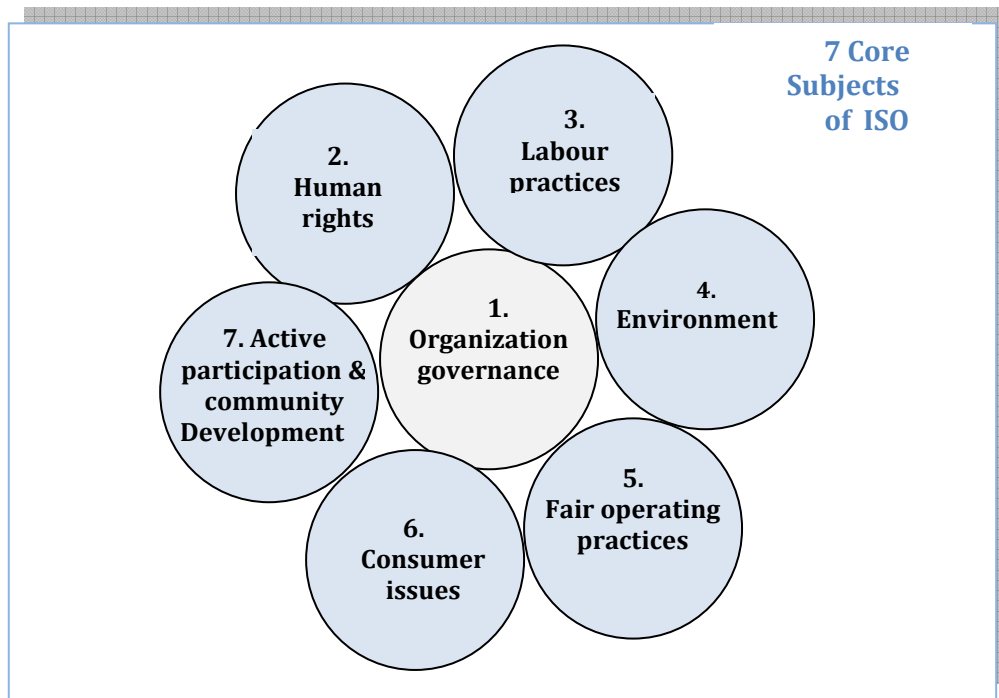 7 Core
Subjects
of ISO
1.
Organization
governance
2.
Human
rights
3.
Labour
practices
4.
Environment
5.
Fair operating
practices
6.
Consumer
issues
7. Active
participation &
community
Development